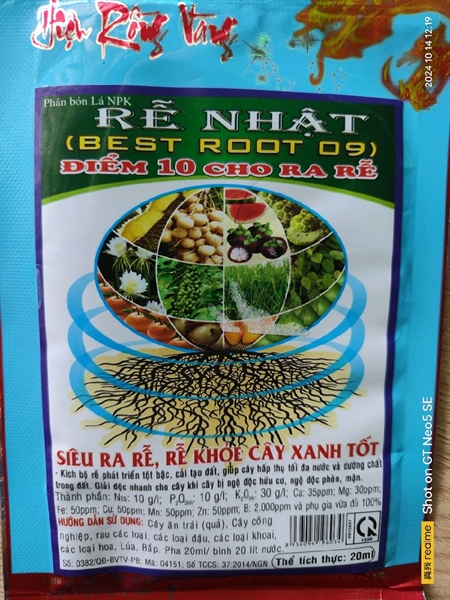 Hiệp Rồng Vàng
Phân bón Lá NPK
RỄ NHẬT
(BEST ROOT 09)
ĐIỂM 10 CHO RA RỄ
SIÊU RA RỄ, RỄ KHỎE CÂY XANH TỐT
- Kích bộ rễ phát triển tột bậc, cải tạo đất, giúp cây hấp thụ tối đa nước và dưỡng chất
trong đất. Giải độc nhanh cho cây khi cây bị ngộ độc hữu cơ, ngộ độc phèn, mặn.
Thành phần: Nts: 10 g/l; P₂O₅hh: 10 g/l; K₂Ohh: 30 g/l; Ca: 35ppm; Mg: 30ppm;
Fe: 50ppm; Cu: 50ppm; Mn: 50ppm; Zn: 50ppm; B: 2.000ppm và phụ gia vừa đủ 100%
HƯỚNG DẪN SỬ DỤNG: Cây ăn trái (quả), Cây công
nghiệp, rau các loại, các loại đậu, các loại khoai,
các loại hoa, Lúa, Bắp. Pha 20ml/ bình 20 lít nước.
Số: 0382/QĐ-BVTV-PB, Mã: 04151; Số TCCS: 37:2014/NGN
Thể tích thực: 20ml
2024/10/14 12:19
真我 realme Shot on GT Neo5 SE